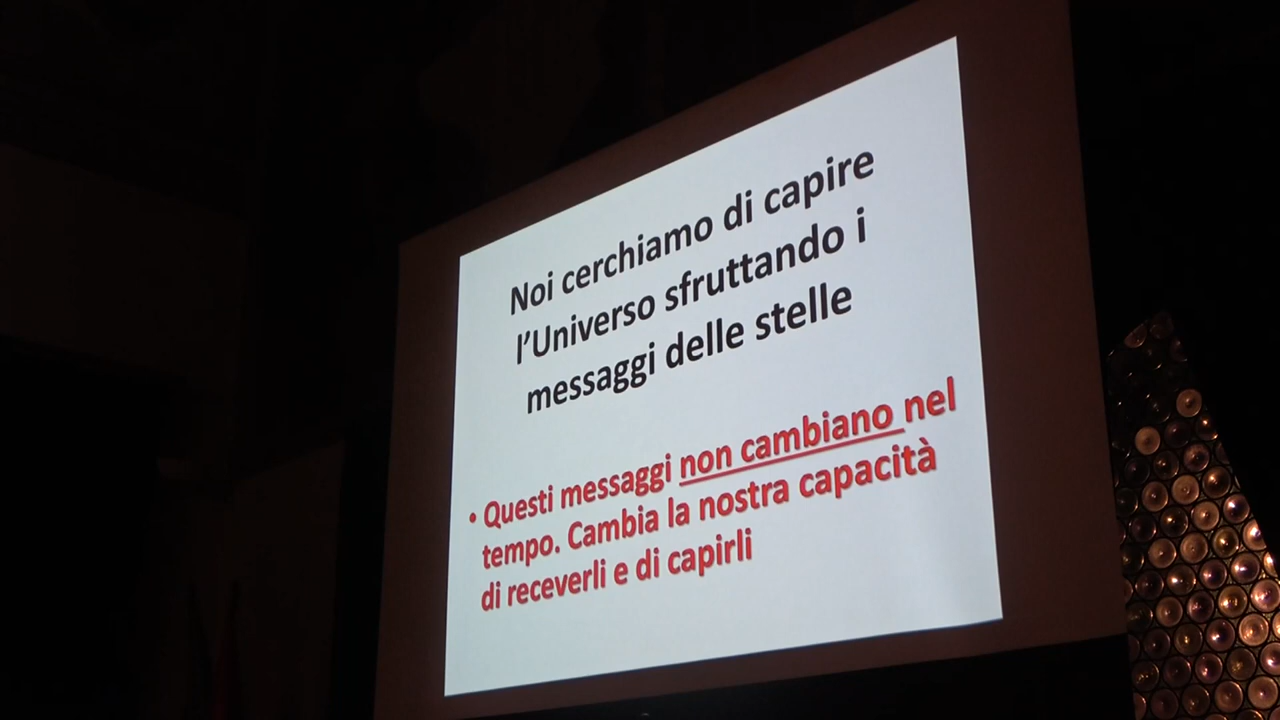 Noi cerchiamo di capire
l'Universo sfruttando i
messaggi delle stelle
• Questi messaggi non cambiano nel
tempo. Cambia la nostra capacità
di receverli e di capirli